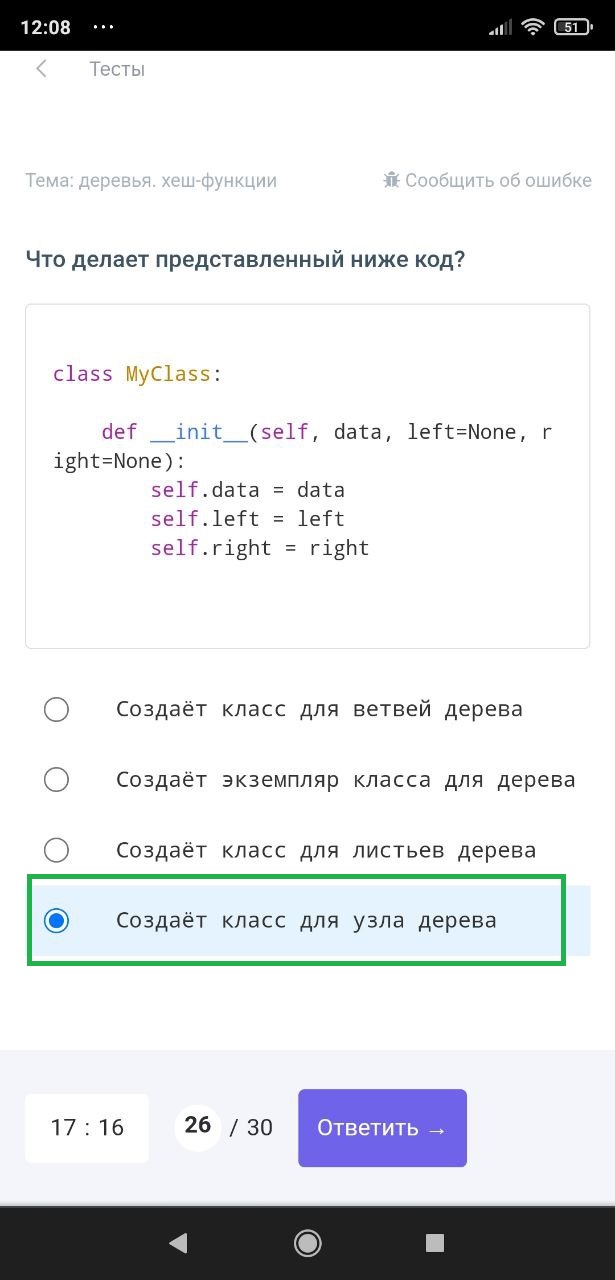 12:08 ... 51
Тесты
Тема: деревья. хеш-функции Сообщить об ошибке
Что делает представленный ниже код?
class MyClass:
    def __init__(self, data, left=None, r
ight=None):
        self.data = data
        self.left = left
        self.right = right
Создаёт класс для ветвей дерева
Создаёт экземпляр класса для дерева
Создаёт класс для листьев дерева
Создаёт класс для узла дерева
17 : 16 26 / 30 Ответить →